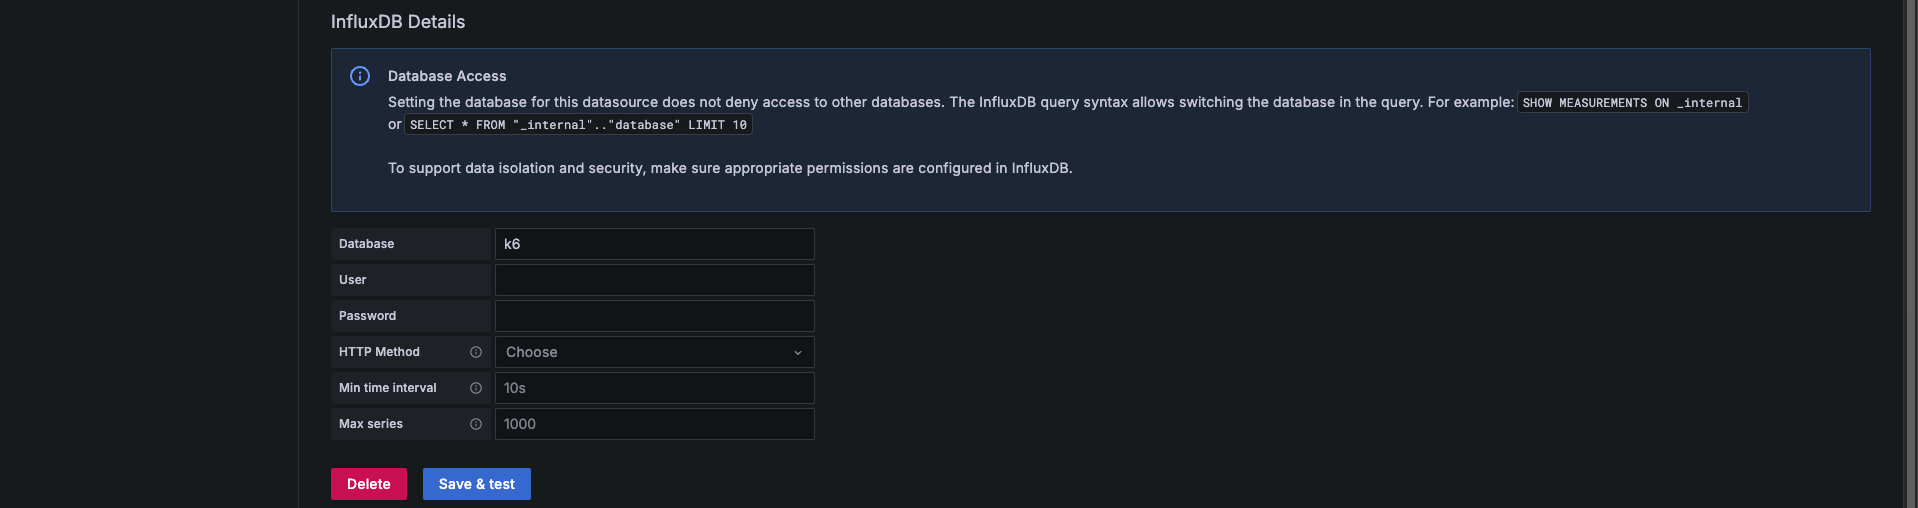 InfluxDB Details
Database Access
Setting the database for this datasource does not deny access to other databases. The InfluxDB query syntax allows switching the database in the query. For example: SHOW MEASUREMENTS ON _internal
or SELECT * FROM "_internal".."database" LIMIT 10
To support data isolation and security, make sure appropriate permissions are configured in InfluxDB.
Database k6
User
Password
HTTP Method Choose
Min time interval 10s
Max series 1000
Delete Save & test